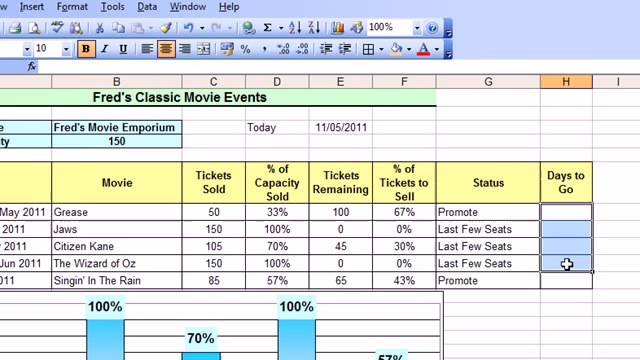 Insert Format Tools Data Window Help
100%
10 B I U % ,
fx
B C D E F G H I
Fred's Classic Movie Events
e Fred's Movie Emporium Today 11/05/2011
ty 150
Movie Tickets Sold % of Capacity Sold Tickets Remaining % of Tickets to Sell Status Days to Go
May 2011 Grease 50 33% 100 67% Promote
2011 Jaws 150 100% 0 0% Last Few Seats
2011 Citizen Kane 105 70% 45 30% Last Few Seats
Jun 2011 The Wizard of Oz 150 100% 0 0% Last Few Seats
2011 Singin' In The Rain 85 57% 65 43% Promote
100% 100%
70%
57%